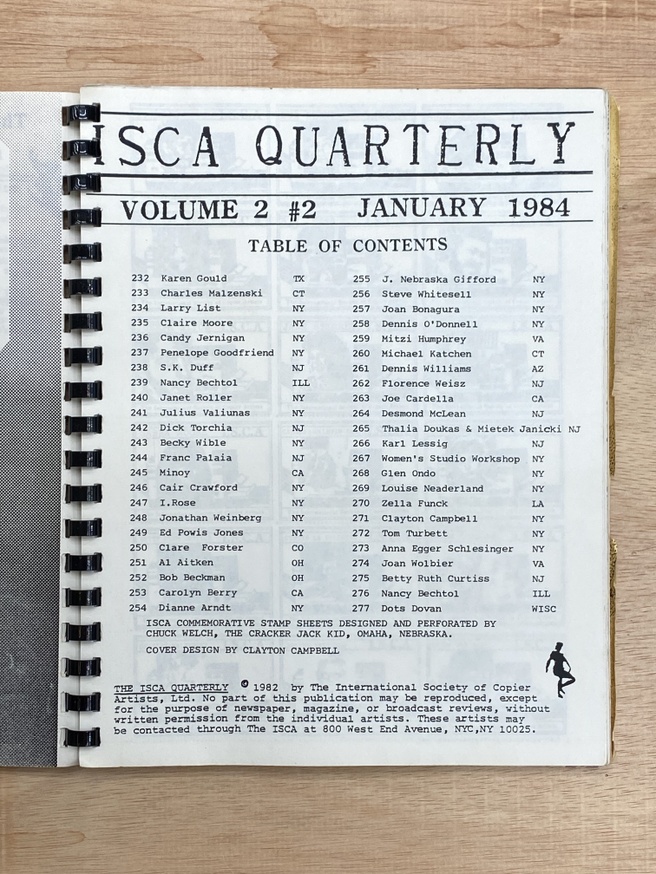 ISCA QUARTERLY
VOLUME 2 #2 JANUARY 1984
TABLE OF CONTENTS
232 Karen Gould TX
233 Charles Malzenski CT
234 Larry List NY
235 Claire Moore NY
236 Candy Jernigan NY
237 Penelope Goodfriend NY
238 S.K. Duff NJ
239 Nancy Bechtol ILL
240 Janet Roller NY
241 Julius Valiunas NY
242 Dick Torchia NJ
243 Becky Wible NY
244 Franc Palaia NJ
245 Minoy CA
246 Cair Crawford NY
247 I.Rose NY
248 Jonathan Weinberg NY
249 Ed Powis Jones NY
250 Clare Forster CO
251 Al Aitken OH
252 Bob Beckman OH
253 Carolyn Berry CA
254 Dianne Arndt NY
255 J. Nebraska Gifford NY
256 Steve Whitesell NY
257 Joan Bonagura NY
258 Dennis O'Donnell NY
259 Mitzi Humphrey VA
260 Michael Katchen CT
261 Dennis Williams AZ
262 Florence Weisz NJ
263 Joe Cardella CA
264 Desmond McLean NJ
265 Thalia Doukas & Mietek Janicki NJ
266 Karl Lessig NJ
267 Women's Studio Workshop NY
268 Glen Ondo NY
269 Louise Neaderland NY
270 Zella Funck LA
271 Clayton Campbell NY
272 Tom Turbett NY
273 Anna Egger Schlesinger NY
274 Joan Wolbier VA
275 Betty Ruth Curtiss NJ
276 Nancy Bechtol ILL
277 Dots Dovan WISC
ISCA COMMEMORATIVE STAMP SHEETS DESIGNED AND PERFORATED BY
CHUCK WELCH, THE CRACKER JACK KID, OMAHA, NEBRASKA.
COVER DESIGN BY CLAYTON CAMPBELL
THE ISCA QUARTERLY © 1982 by The International Society of Copier
Artists, Ltd. No part of this publication may be reproduced, except
for the purpose of newspaper, magazine, or broadcast reviews, without
written permission from the individual artists. These artists may
be contacted through The ISCA at 800 West End Avenue, NYC,NY 10025.